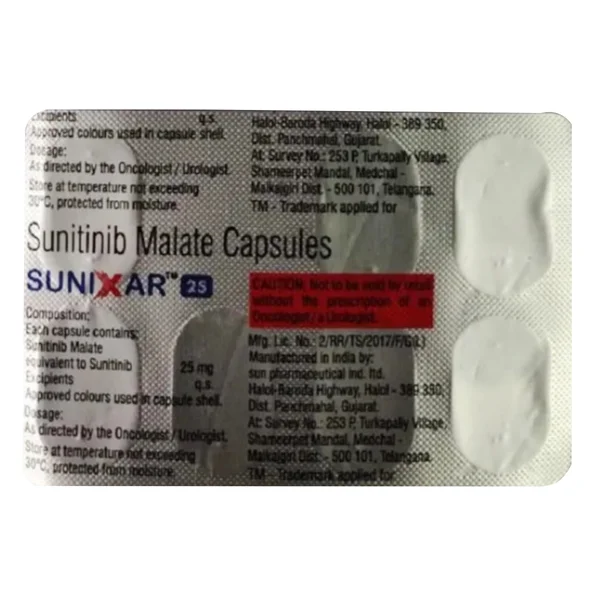 Excipients q.s.
Approved colours used in capsule shell.
Dosage:
As directed by the Oncologist / Urologist.
Store at temperature not exceeding
30°C, protected from moisture.
Halol-Baroda Highway, Halol - 389 350,
Dist. Panchmahal, Gujarat.
At: Survey No.: 253 P, Turkapally Village,
Shameerpet Mandal, Medchal -
Malkajgiri Dist. - 500 101, Telangana.
TM - Trademark applied for
Sunitinib Malate Capsules
SUNIXAR™ 25
Composition:
Each capsule contains:
Sunitinib Malate
equivalent to Sunitinib 25 mg
Excipients q.s.
Approved colours used in capsule shell.
Dosage:
As directed by the Oncologist / Urologist.
Store at temperature not exceeding
30°C, protected from moisture.
CAUTION: Not to be sold by retail
without the prescription of an
Oncologist / a Urologist.
Mfg. Lic. No.: 2/RR/TS/2017/F/G(L)
Manufactured in India by:
sun pharmaceutical ind. ltd.
Halol-Baroda Highway, Halol - 389 350,
Dist. Panchmahal, Gujarat.
At: Survey No.: 253 P, Turkapally Village,
Shameerpet Mandal, Medchal -
Malkajgiri Dist. - 500 101, Telangana.
TM - Trademark applied for